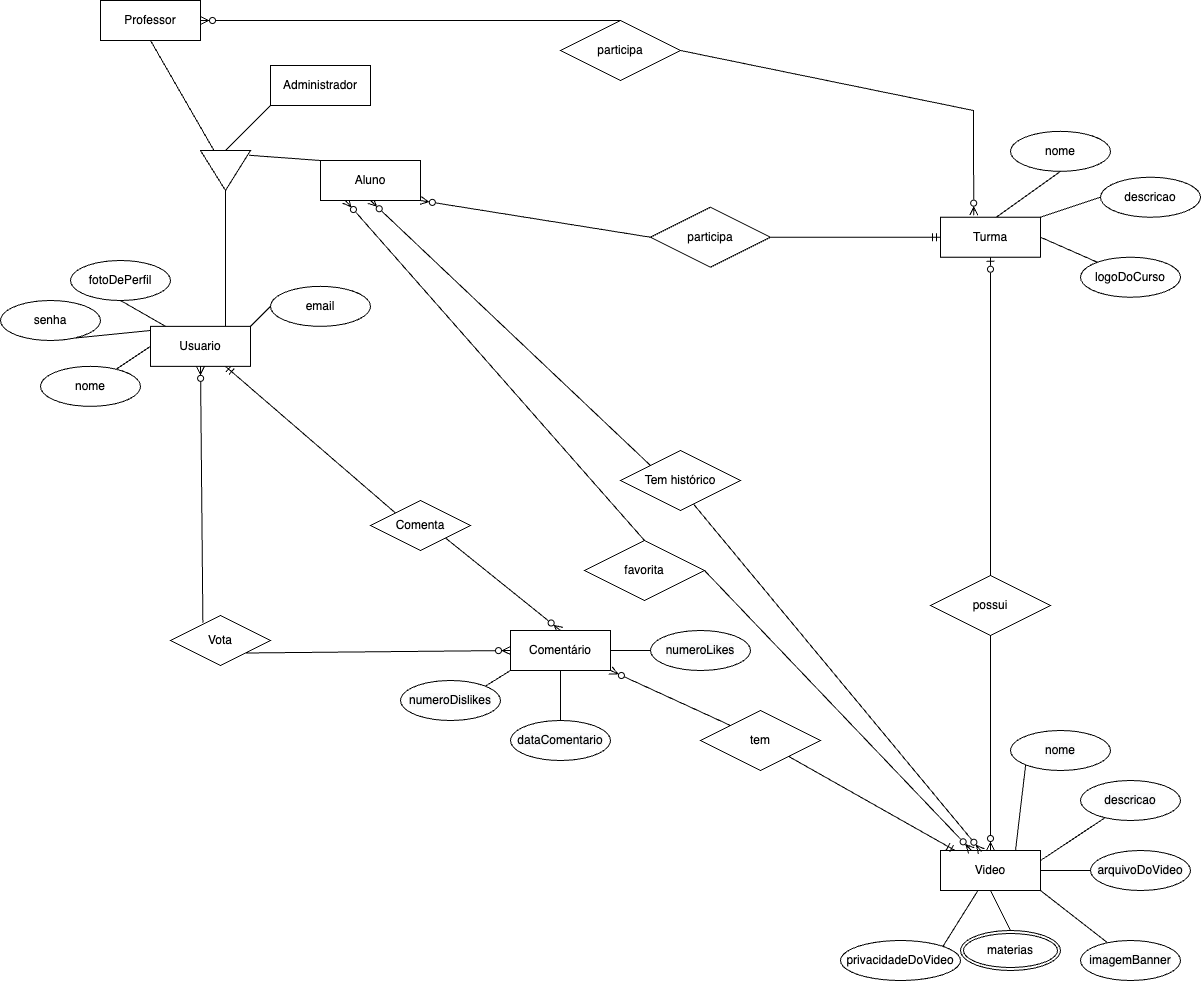 Professor
participa
Administrador
nome
Aluno
descricao
participa
Turma
fotoDePerfil
logoDoCurso
email
senha
Usuario
nome
Tem histórico
Comenta
favorita
possui
Vota
Comentário
numeroLikes
numeroDislikes
dataComentario
tem
nome
descricao
Video
arquivoDoVideo
materias
privacidadeDoVideo
imagemBanner